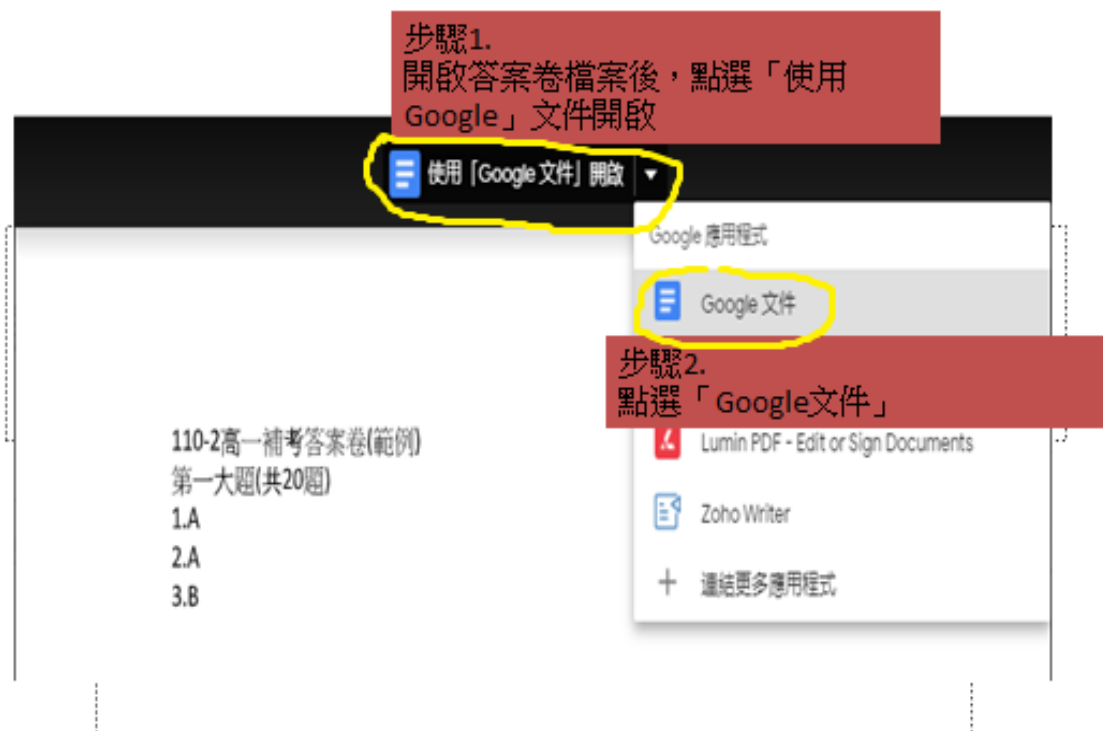 步驟1.
開啟答案卷檔案後，點選「使用
Google」文件開啟
使用「Google 文件」開啟
Google 應用程式
Google 文件
步驟2.
點選「Google文件」
Lumin PDF - Edit or Sign Documents
Zoho Writer
連結更多應用程式
110-2高一補考答案卷(範例)
第一大題(共20題)
1.A
2.A
3.B